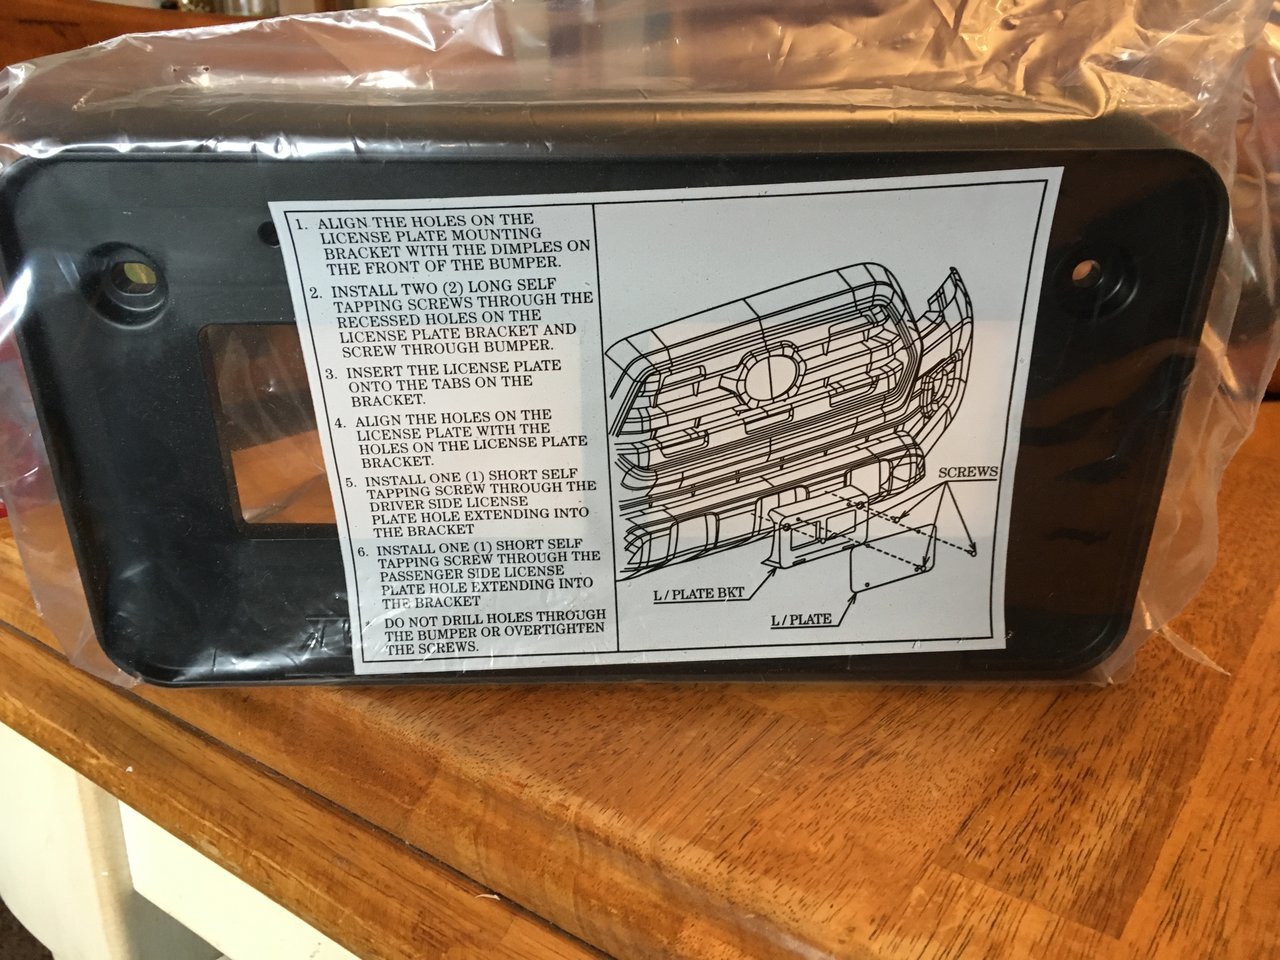 1. ALIGN THE HOLES ON THE
LICENSE PLATE MOUNTING
BRACKET WITH THE DIMPLES ON
THE FRONT OF THE BUMPER.
2. INSTALL TWO (2) LONG SELF
TAPPING SCREWS THROUGH THE
RECESSED HOLES ON THE
LICENSE PLATE BRACKET AND
SCREW THROUGH BUMPER.
3. INSERT THE LICENSE PLATE
ONTO THE TABS ON THE
BRACKET.
4. ALIGN THE HOLES ON THE
LICENSE PLATE WITH THE
HOLES ON THE LICENSE PLATE
BRACKET.
5. INSTALL ONE (1) SHORT SELF
TAPPING SCREW THROUGH THE
DRIVER SIDE LICENSE
PLATE HOLE EXTENDING INTO
THE BRACKET
6. INSTALL ONE (1) SHORT SELF
TAPPING SCREW THROUGH THE
PASSENGER SIDE LICENSE
PLATE HOLE EXTENDING INTO
THE BRACKET
DO NOT DRILL HOLES THROUGH
THE BUMPER OR OVERTIGHTEN
THE SCREWS.
SCREWS
L / PLATE BKT
L / PLATE